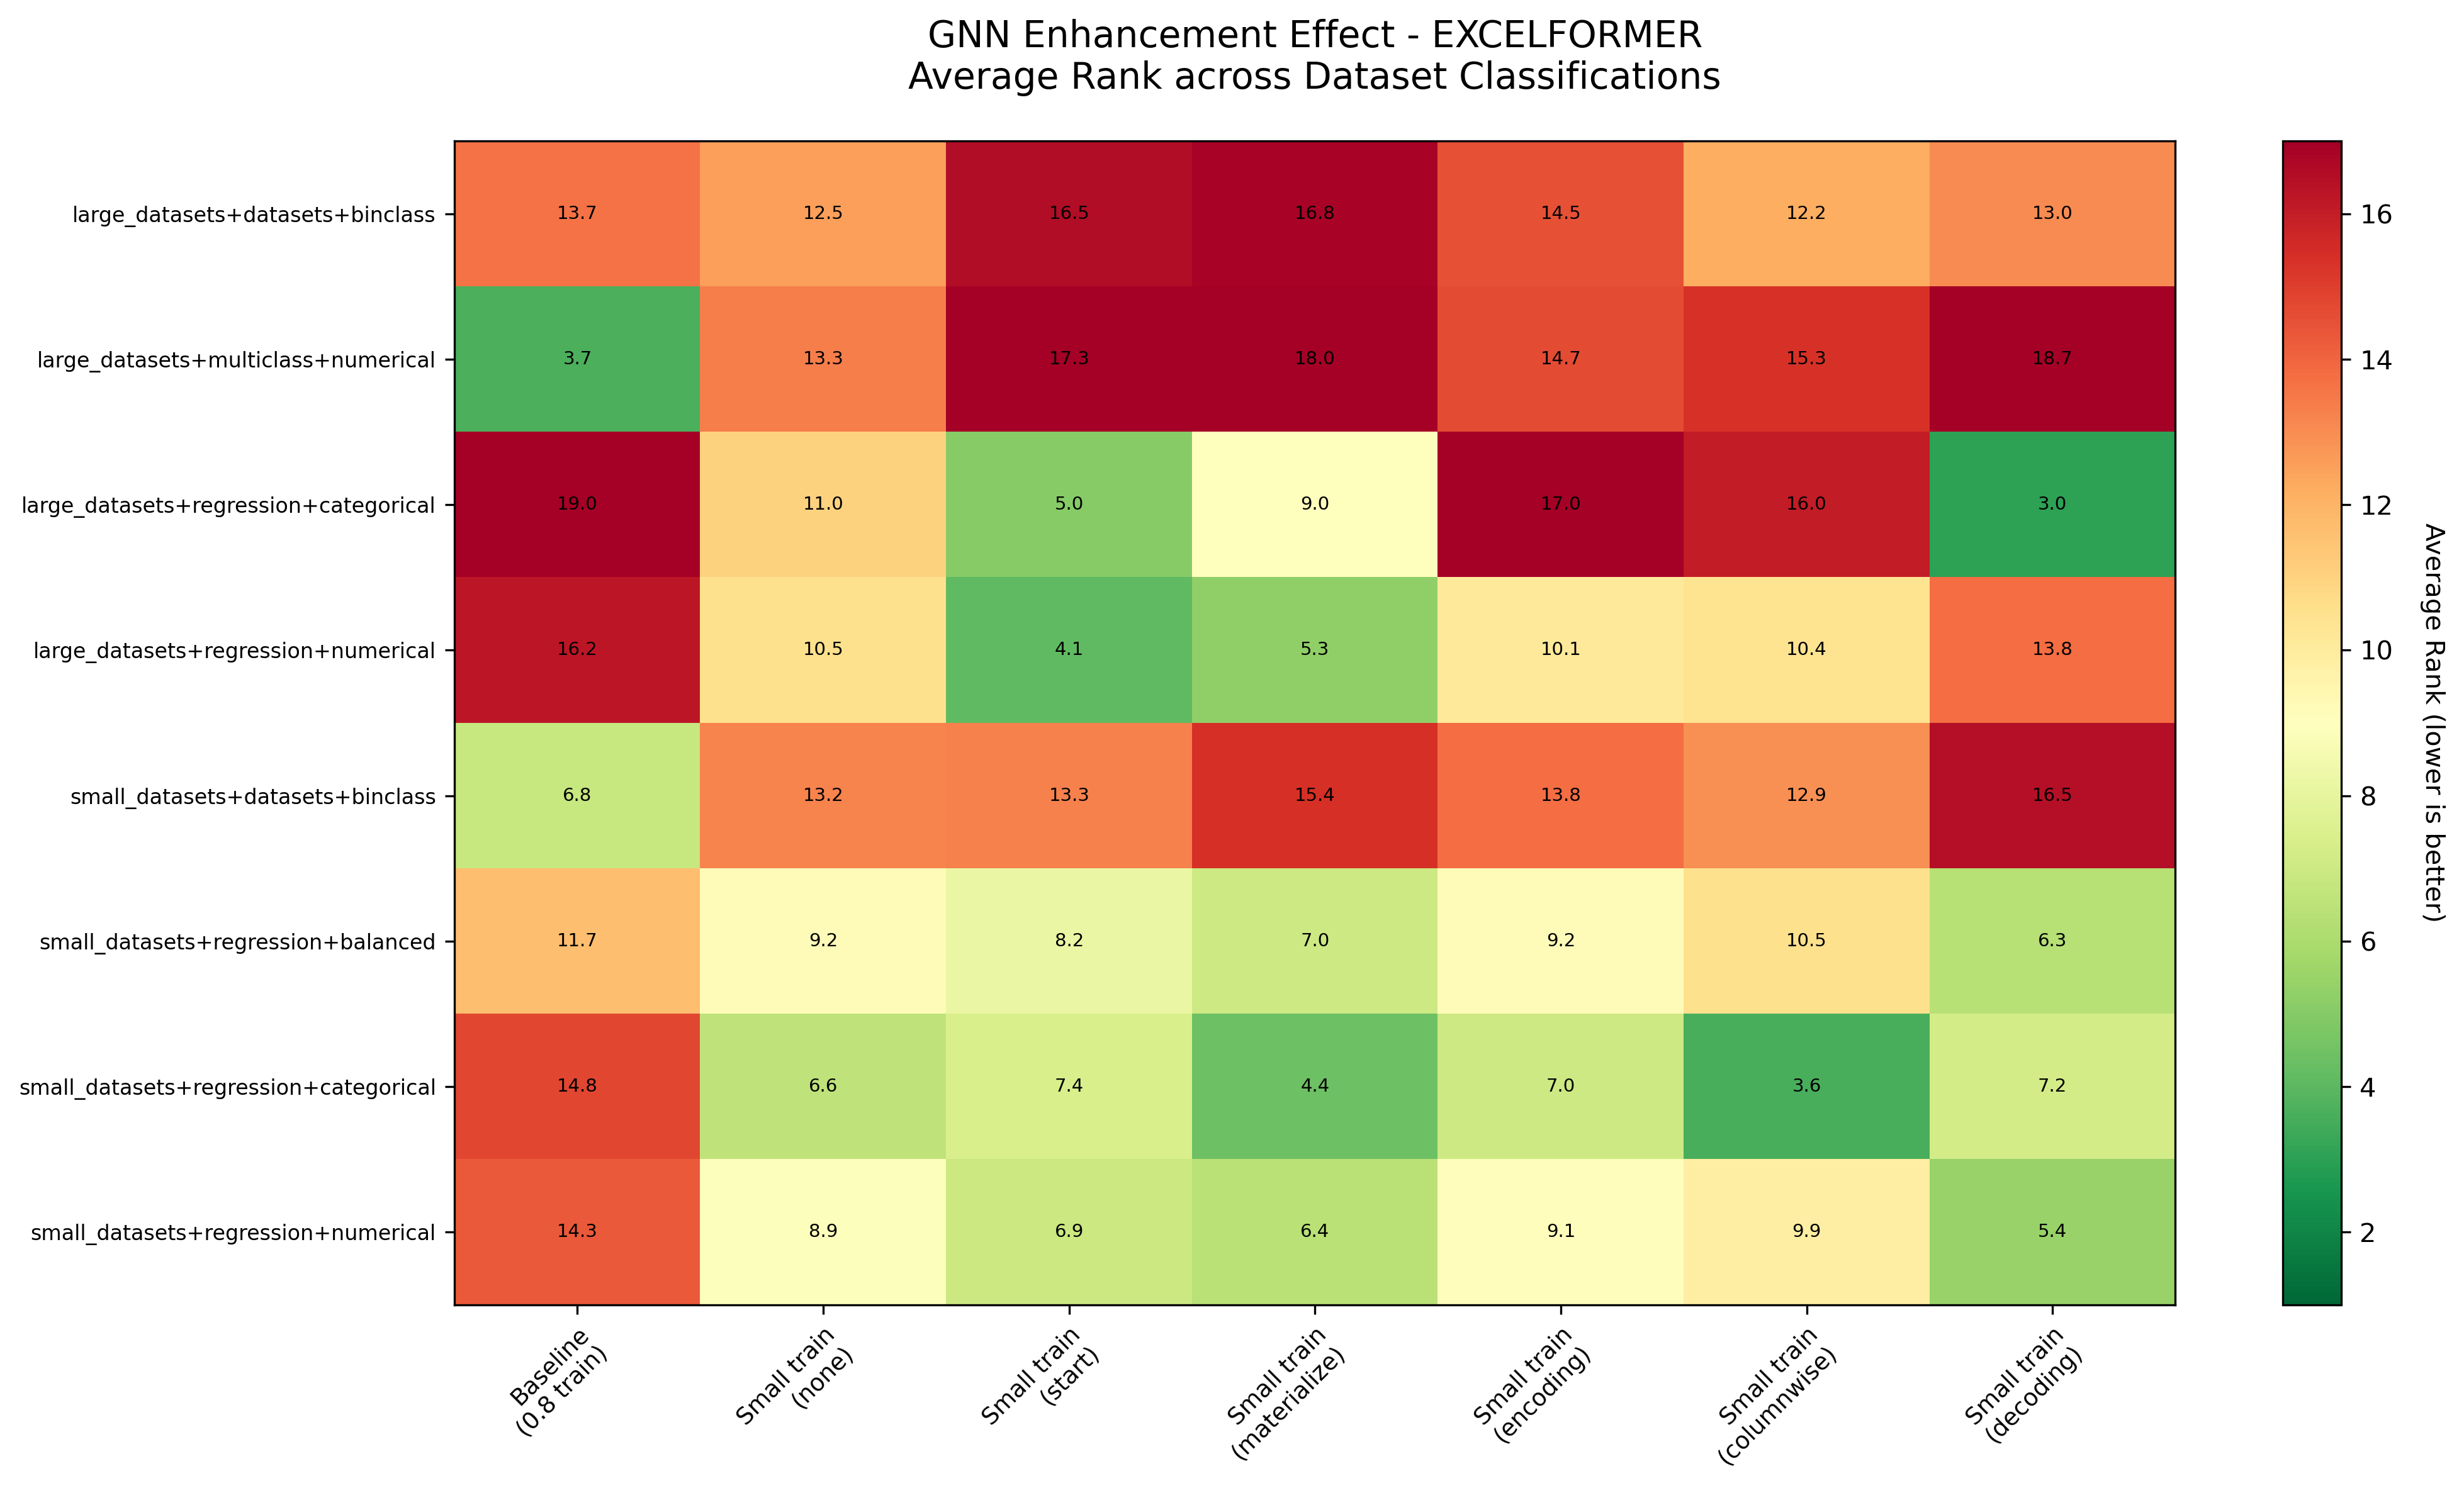 GNN Enhancement Effect - EXCELFORMER
Average Rank across Dataset Classifications
large_datasets+datasets+binclass 13.7 12.5 16.5 16.8 14.5 12.2 13.0
large_datasets+multiclass+numerical 3.7 13.3 17.3 18.0 14.7 15.3 18.7
large_datasets+regression+categorical 19.0 11.0 5.0 9.0 17.0 16.0 3.0
large_datasets+regression+numerical 16.2 10.5 4.1 5.3 10.1 10.4 13.8
small_datasets+datasets+binclass 6.8 13.2 13.3 15.4 13.8 12.9 16.5
small_datasets+regression+balanced 11.7 9.2 8.2 7.0 9.2 10.5 6.3
small_datasets+regression+categorical 14.8 6.6 7.4 4.4 7.0 3.6 7.2
small_datasets+regression+numerical 14.3 8.9 6.9 6.4 9.1 9.9 5.4
Baseline
(0.8 train)
Small train
(none)
Small train
(start)
Small train
(materialize)
Small train
(encoding)
Small train
(columnwise)
Small train
(decoding)
16
14
12
10
8
6
4
2
Average Rank (lower is better)